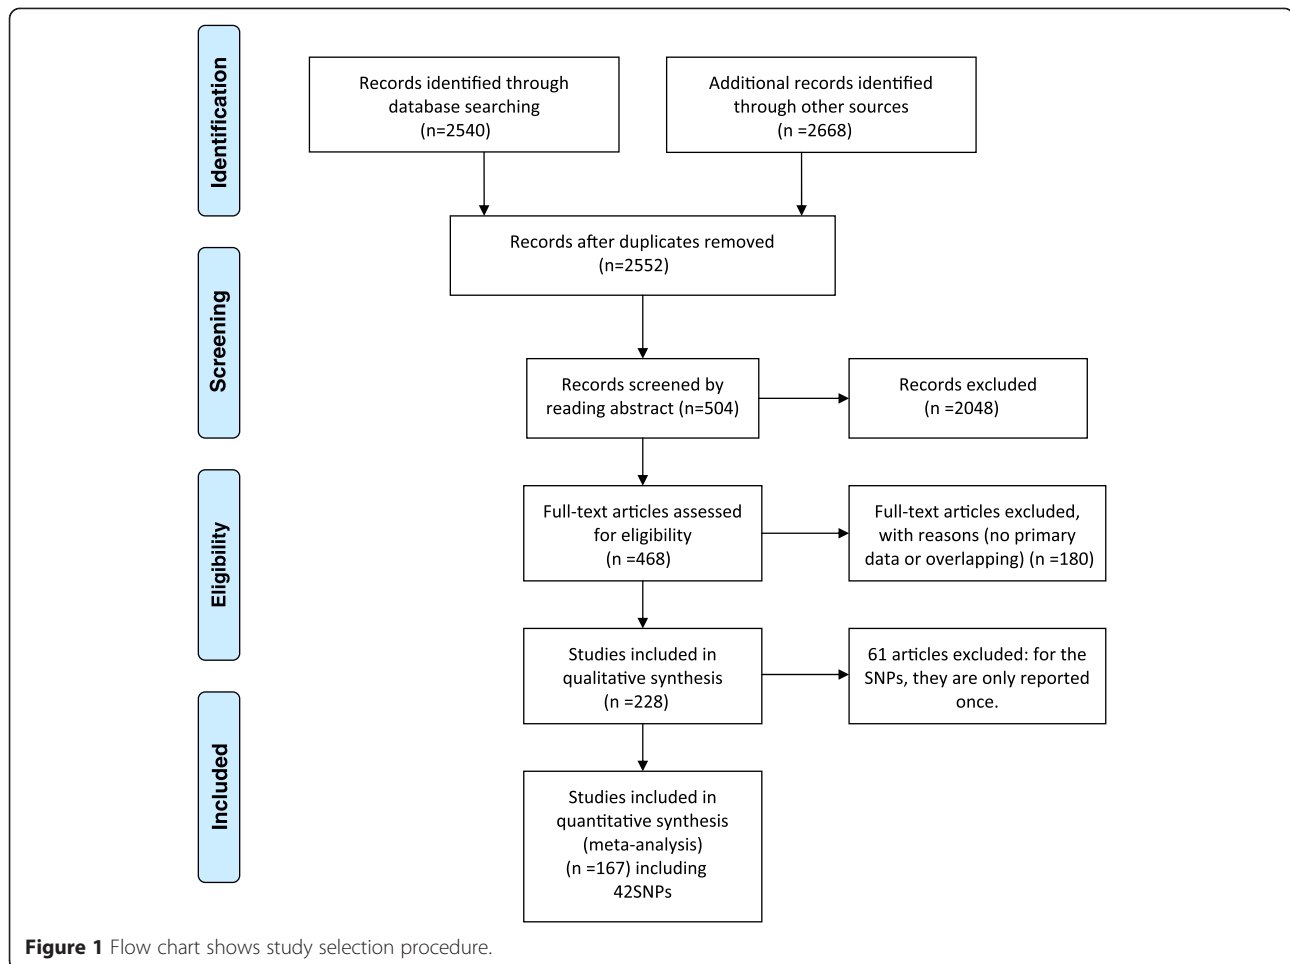 Identification
Records identified through
database searching
(n=2540)
Additional records identified
through other sources
(n =2668)
Records after duplicates removed
(n=2552)
Screening
Records screened by
reading abstract (n=504)
Records excluded
(n =2048)
Eligibility
Full-text articles assessed
for eligibility
(n =468)
Full-text articles excluded,
with reasons (no primary
data or overlapping) (n =180)
Studies included in
qualitative synthesis
(n =228)
61 articles excluded: for the
SNPs, they are only reported
once.
Included
Studies included in
quantitative synthesis
(meta-analysis)
(n =167) including
42SNPs
Figure 1 Flow chart shows study selection procedure.